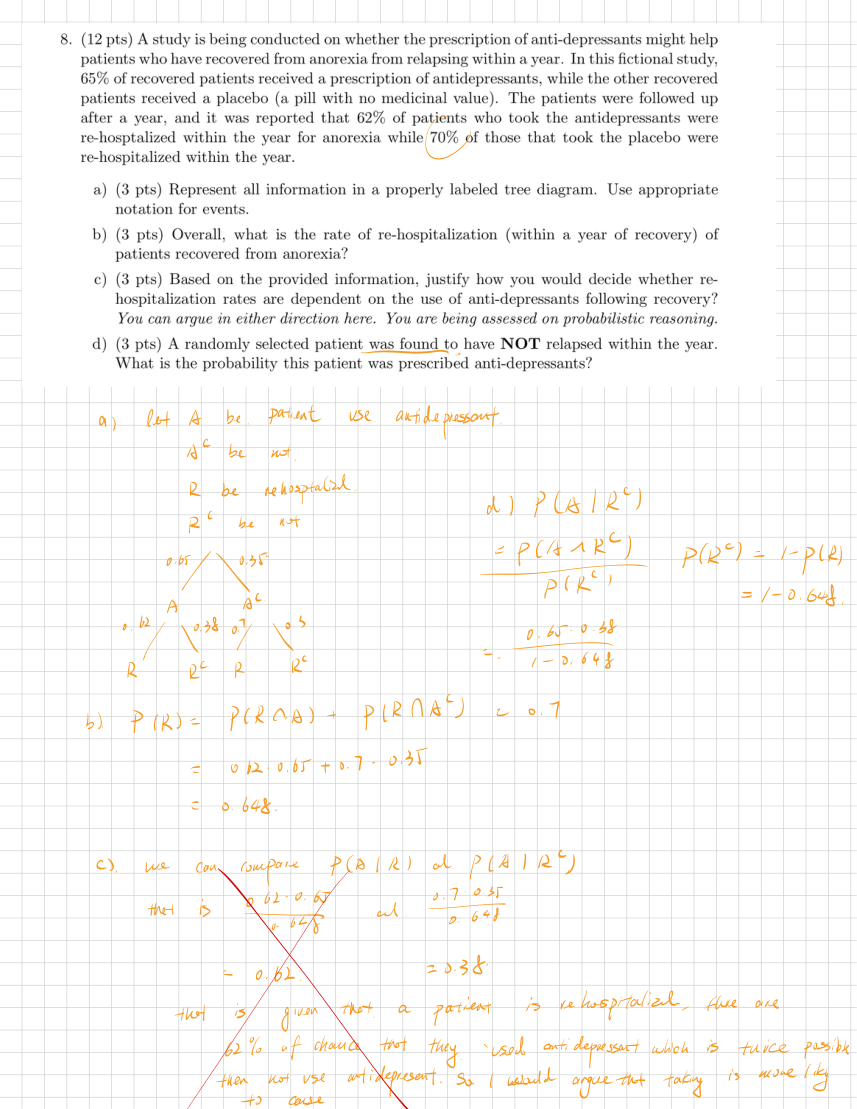 8. (12 pts) A study is being conducted on whether the prescription of anti-depressants might help
patients who have recovered from anorexia from relapsing within a year. In this fictional study,
65% of recovered patients received a prescription of antidepressants, while the other recovered
patients received a placebo (a pill with no medicinal value). The patients were followed up
after a year, and it was reported that 62% of patients who took the antidepressants were
re-hosptalized within the year for anorexia while 70% of those that took the placebo were
re-hospitalized within the year.
a) (3 pts) Represent all information in a properly labeled tree diagram. Use appropriate
notation for events.
b) (3 pts) Overall, what is the rate of re-hospitalization (within a year of recovery) of
patients recovered from anorexia?
c) (3 pts) Based on the provided information, justify how you would decide whether re-
hospitalization rates are dependent on the use of anti-depressants following recovery?
You can argue in either direction here. You are being assessed on probabilistic reasoning.
d) (3 pts) A randomly selected patient was found to have NOT relapsed within the year.
What is the probability this patient was prescribed anti-depressants?
a) let A be patient use antidepressant
A^c be not.
R be rehosptalized
R^c be not
0.65 0.35
A A^c
0.62 0.38 0.7 0.3
R R^c R R^c
d) P(A|R^c)
= P(A∩R^c)
P(R^c)
P(R^c) = 1-P(R)
= 1-0.648.
= 0.65·0.38
1-0.648
b) P(R) = P(R∩A) + P(R∩A^c) = 0.7
= 0.62·0.65 + 0.7·0.35
= 0.648.
c). we can compare P(A|R) and P(A|R^c)
that is 0.62·0.65 and 0.7·0.35
0.648 0.648
= 0.62 = 0.38
that is given that a patient is rehospitalized, there are
62% of chance that they used antidepressant which is twice possible
then not use antidepresent. So I would argue that taking is more liky
to cause